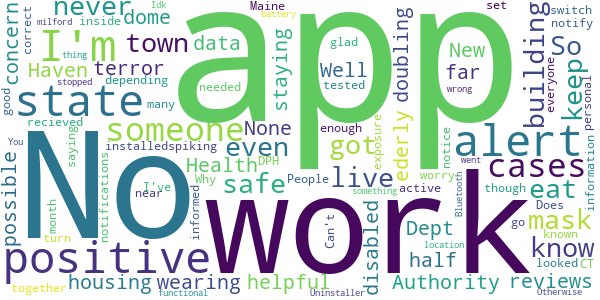 Idk battery Maine set switch
milford inside never dome correct notify
concern I'm town data staying app New building
thing Haven terror glad far So
good depending needed Well doubling keep
state many tested wrong everyone
someone None got enough ederly alert
recieved installedspiking
No even exposure notice cases
You saying Health DPH
possible notifications Why safe People live worry though eat information Personal
month I've near informed active Bluetooth went mask
positive work Can't disabled Dept something Does go known know
turn housing wearing helpful half location looked CT
together Authority reviews
functional Uninstaller stopped Otherwise